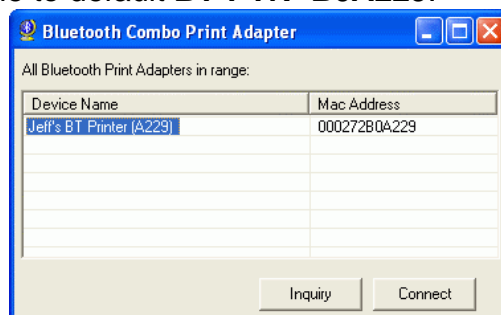 Bluetooth Combo Print Adapter
All Bluetooth Print Adapters in range:
Device Name Mac Address
Jeff's BT Printer (A229) 000272B0A229
Inquiry Connect